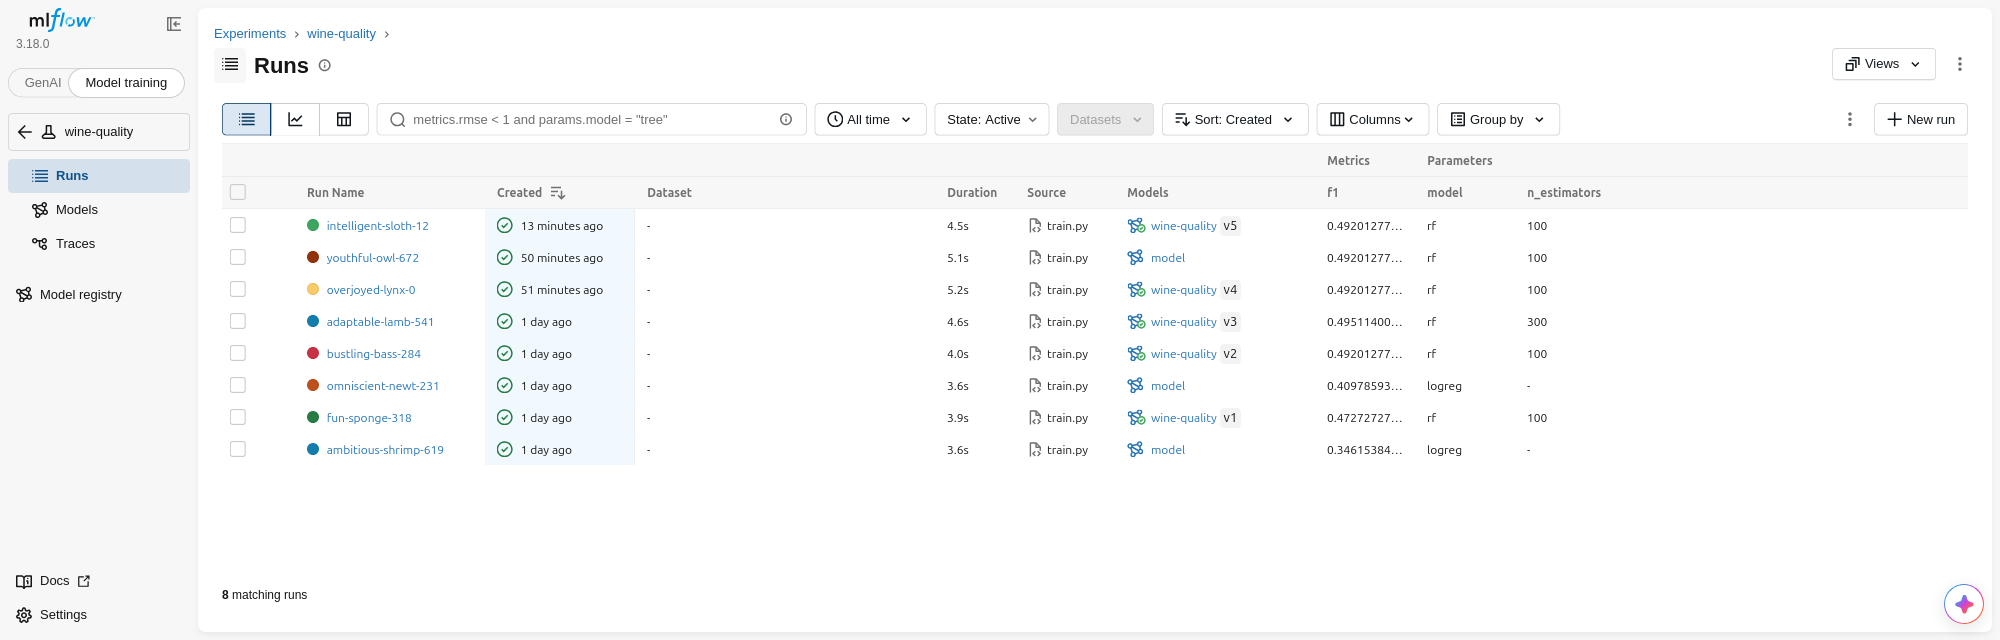 mlflow
3.18.0
GenAI Model training
wine-quality
Runs
Models
Traces
Model registry
Docs
Settings
Experiments > wine-quality >
Runs
Views
metrics.rmse < 1 and params.model = "tree"
All time
State: Active
Datasets
Sort: Created
Columns
Group by
New run
Metrics Parameters
Run Name Created Dataset Duration Source Models f1 model n_estimators
intelligent-sloth-12 13 minutes ago - 4.5s train.py wine-quality v5 0.49201277... rf 100
youthful-owl-672 50 minutes ago - 5.1s train.py model 0.49201277... rf 100
overjoyed-lynx-0 51 minutes ago - 5.2s train.py wine-quality v4 0.49201277... rf 100
adaptable-lamb-541 1 day ago - 4.6s train.py wine-quality v3 0.49511400... rf 300
bustling-bass-284 1 day ago - 4.0s train.py wine-quality v2 0.49201277... rf 100
omniscient-newt-231 1 day ago - 3.6s train.py model 0.40978593... logreg -
fun-sponge-318 1 day ago - 3.9s train.py wine-quality v1 0.47272727... rf 100
ambitious-shrimp-619 1 day ago - 3.6s train.py model 0.34615384... logreg -
8 matching runs